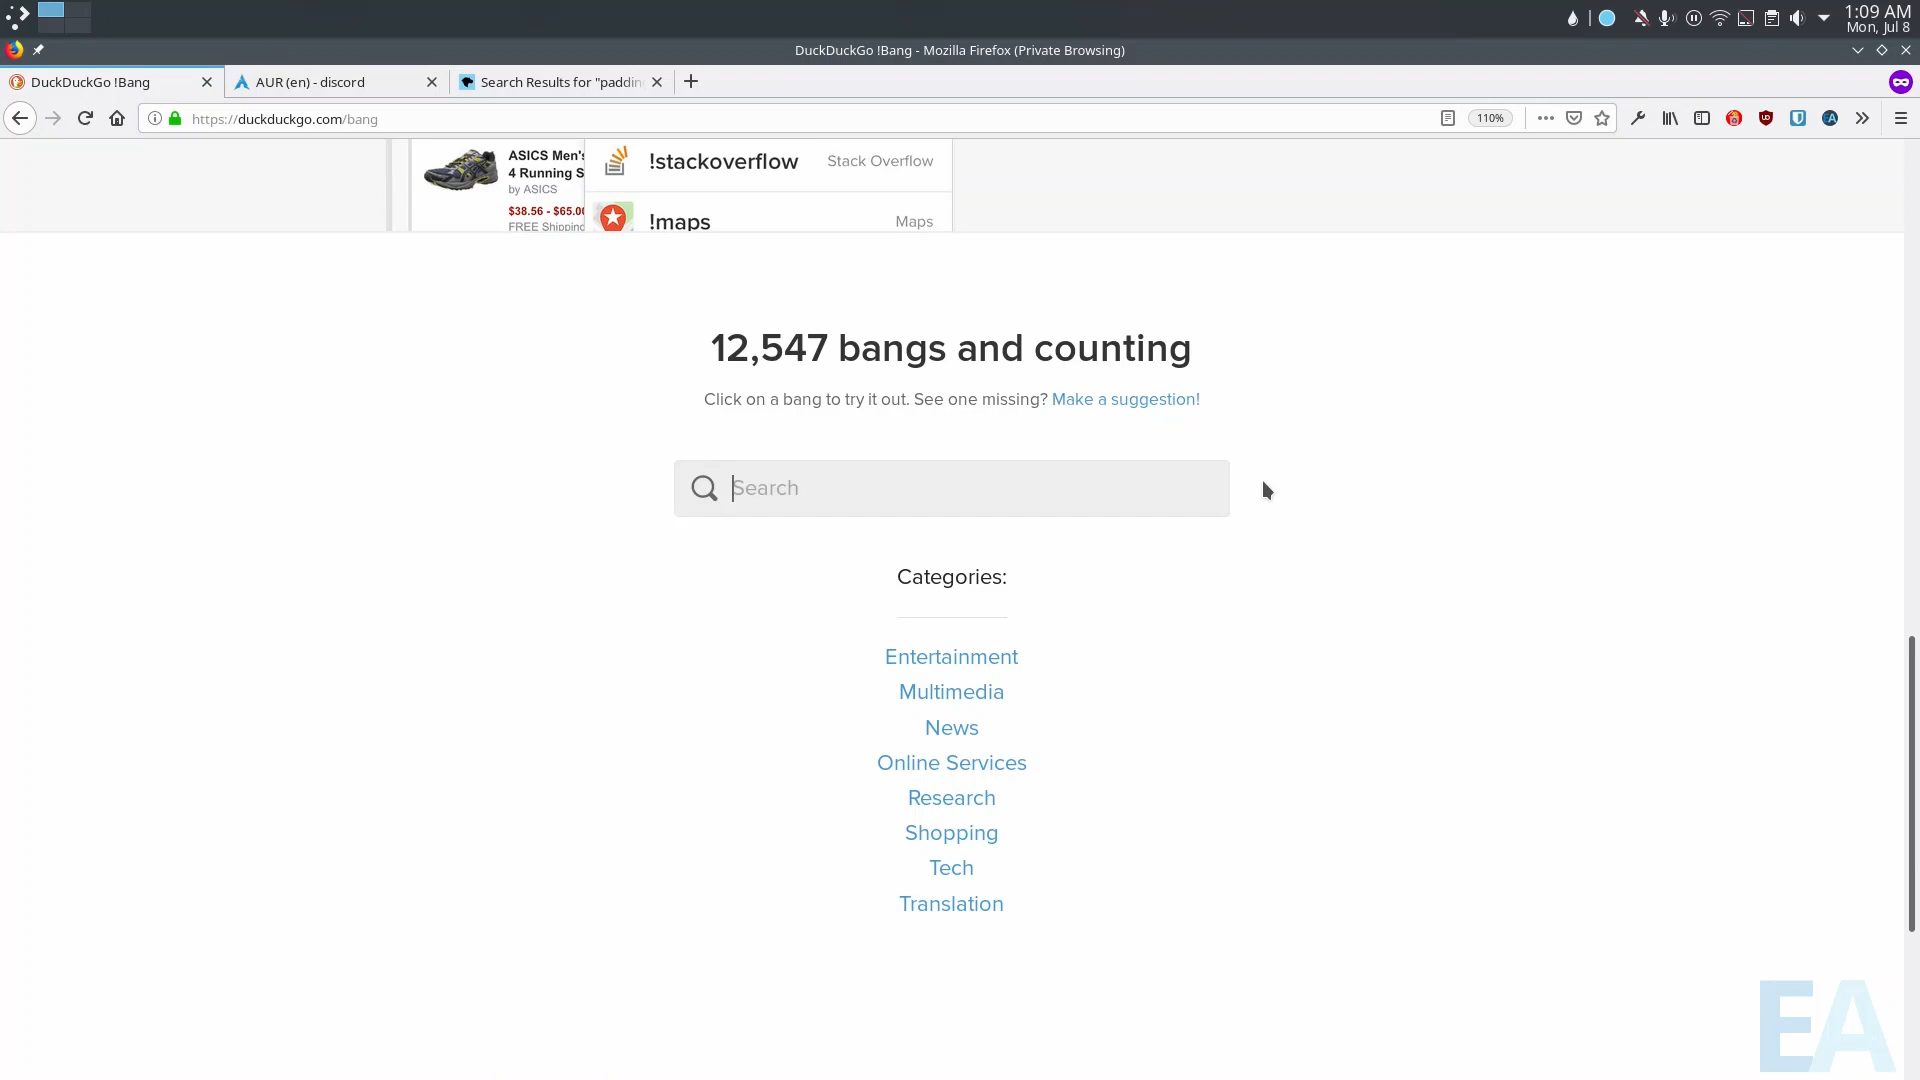 1:09 AM
Mon, Jul 8
DuckDuckGo !Bang - Mozilla Firefox (Private Browsing)
DuckDuckGo !Bang
AUR (en) - discord
Search Results for "paddin
https://duckduckgo.com/bang
110%
ASICS Men's
4 Running S
by ASICS
$38.56 - $65.00
FREE Shipping
!stackoverflow Stack Overflow
!maps Maps
12,547 bangs and counting
Click on a bang to try it out. See one missing? Make a suggestion!
Search
Categories:
Entertainment
Multimedia
News
Online Services
Research
Shopping
Tech
Translation
EA